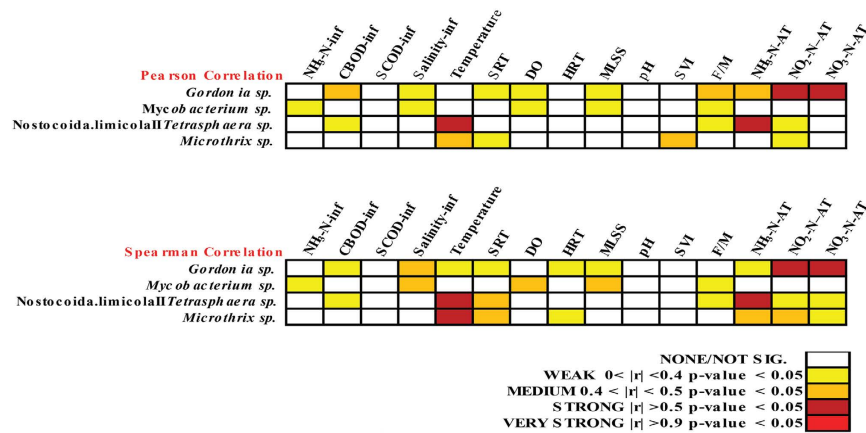 NH₃-N-inf CBOD-inf SCOD-inf Salinity-inf Temperature SRT DO HRT MLSS pH SVI F/M NH₃-N-AT NO₂-N-AT NO₃-N-AT
Pearson Correlation
Gordonia sp.
Mycobacterium sp.
Nostocoida.limicolaII Tetrasphaera sp.
Microthrix sp.
NH₃-N-inf CBOD-inf SCOD-inf Salinity-inf Temperature SRT DO HRT MLSS pH SVI F/M NH₃-N-AT NO₂-N-AT NO₃-N-AT
Spearman Correlation
Gordonia sp.
Mycobacterium sp.
Nostocoida.limicolaII Tetrasphaera sp.
Microthrix sp.
NONE/NOT SIG.
WEAK 0< |r| <0.4 p-value < 0.05
MEDIUM 0.4 < |r| < 0.5 p-value < 0.05
STRONG |r| >0.5 p-value < 0.05
VERY STRONG |r| >0.9 p-value < 0.05